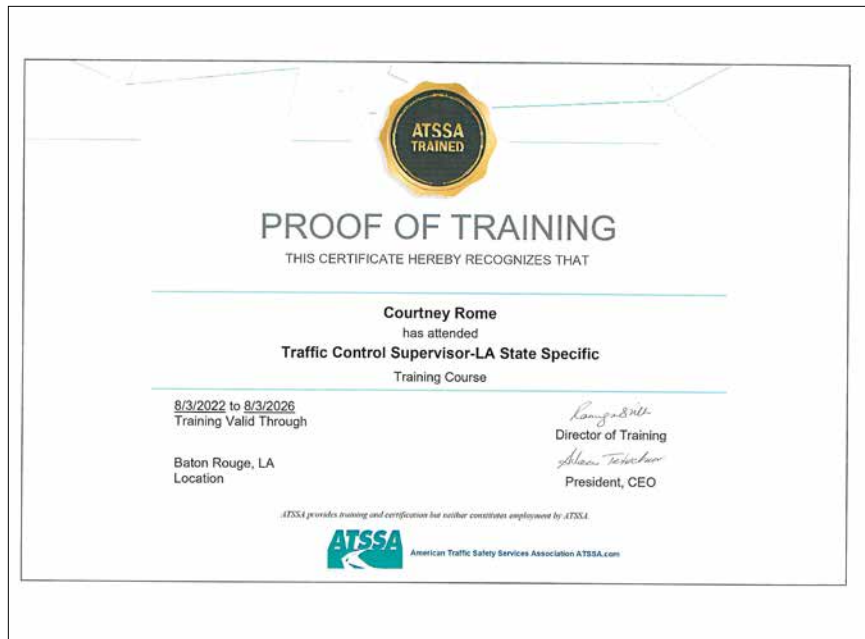 ATSSA
TRAINED
PROOF OF TRAINING
THIS CERTIFICATE HEREBY RECOGNIZES THAT
Courtney Rome
has attended
Traffic Control Supervisor-LA State Specific
Training Course
8/3/2022 to 8/3/2026
Training Valid Through
Director of Training
Baton Rouge, LA
Location
President, CEO
ATSSA provides training and certification but neither constitutes employment by ATSSA.
ATSSA
American Traffic Safety Services Association ATSSA.com